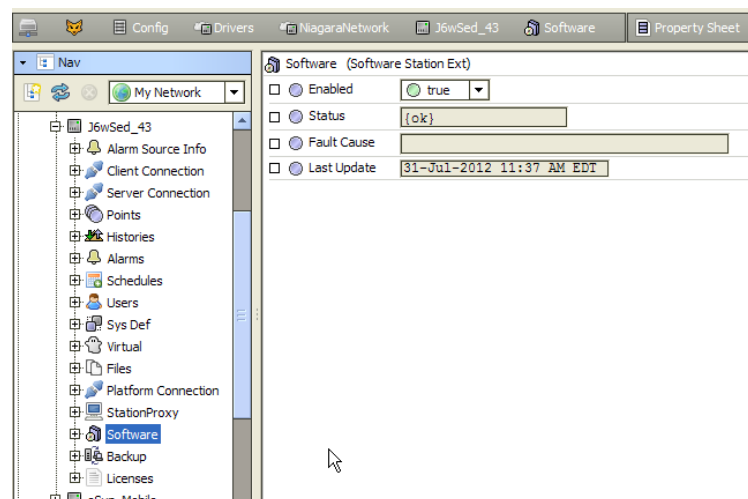 Config Drivers NiagaraNetwork J6wSed_43 Software Property Sheet
Nav
My Network
J6wSed_43
Alarm Source Info
Client Connection
Server Connection
Points
Histories
Alarms
Schedules
Users
Sys Def
Virtual
Files
Platform Connection
StationProxy
Software
Backup
Licenses
Software (Software Station Ext)
Enabled true
Status {ok}
Fault Cause
Last Update 31-Jul-2012 11:37 AM EDT